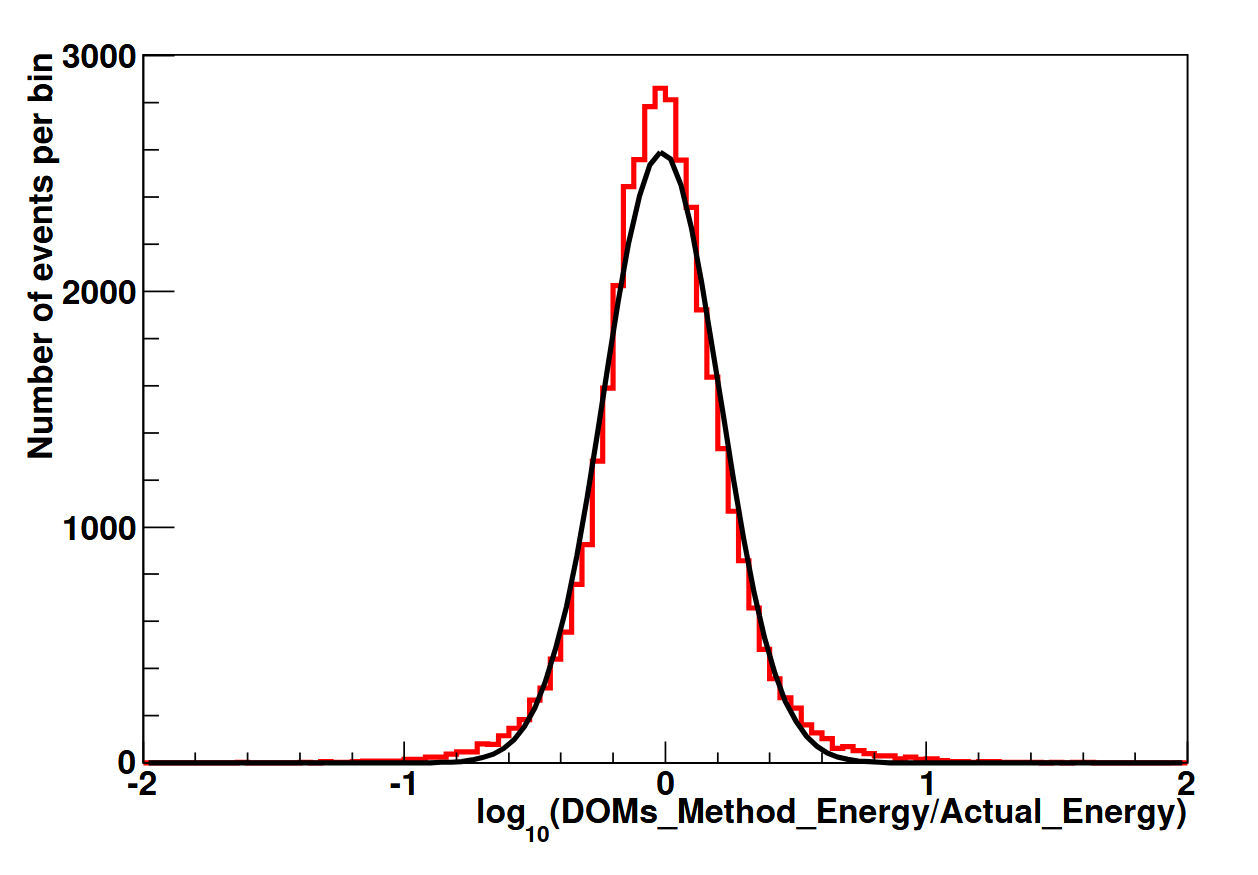 Number of events per bin
3000
2000
1000
0
-2 -1 0 1 2
log10(DOMs_Method_Energy/Actual_Energy)